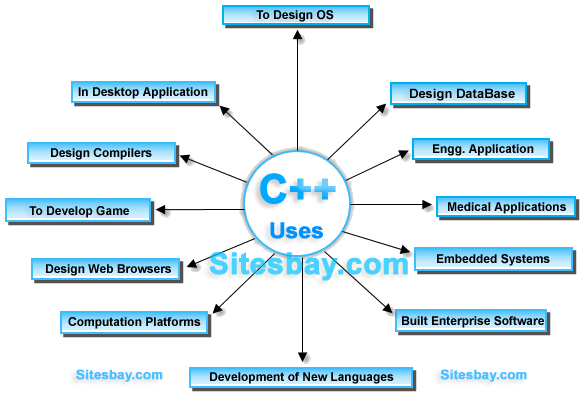 To Design OS
In Desktop Application
Design DataBase
Design Compilers
Engg. Application
C++
Uses
To Develop Game
Medical Applications
Design Web Browsers
Sitesbay.com
Embedded Systems
Computation Platforms
Built Enterprise Software
Sitesbay.com
Development of New Languages
Sitesbay.com